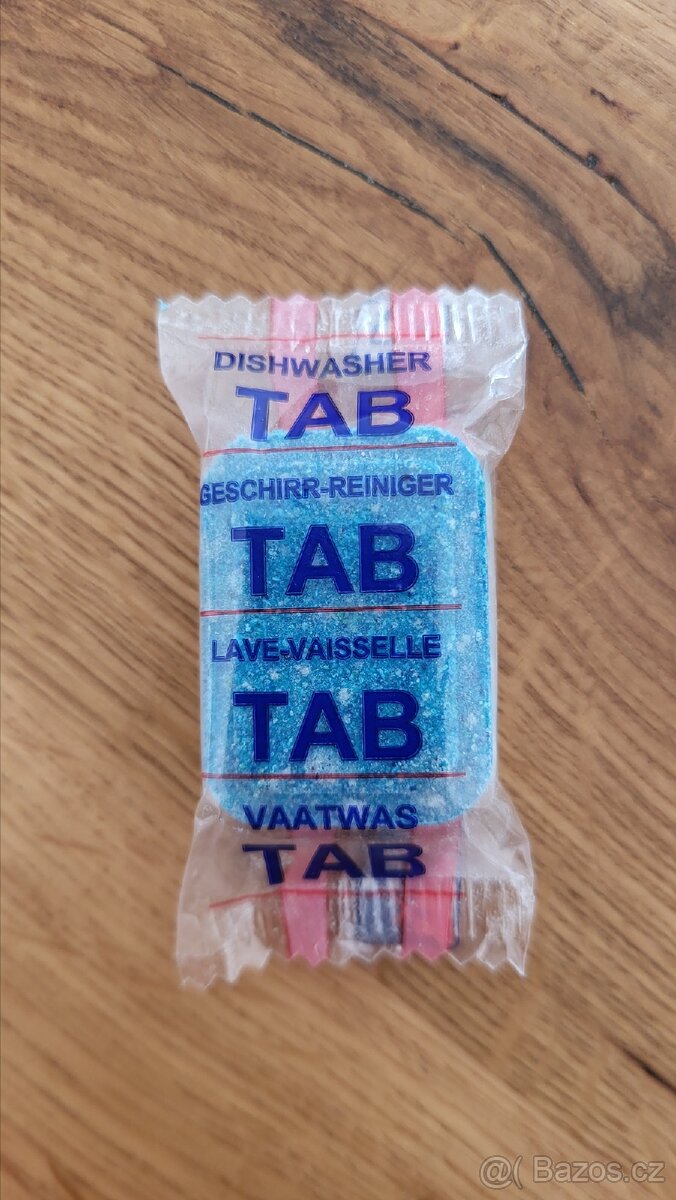 DISHWASHER
TAB
GESCHIRR-REINIGER
TAB
LAVE-VAISSELLE
TAB
VAATWAS
TAB
@( Bazos.cz